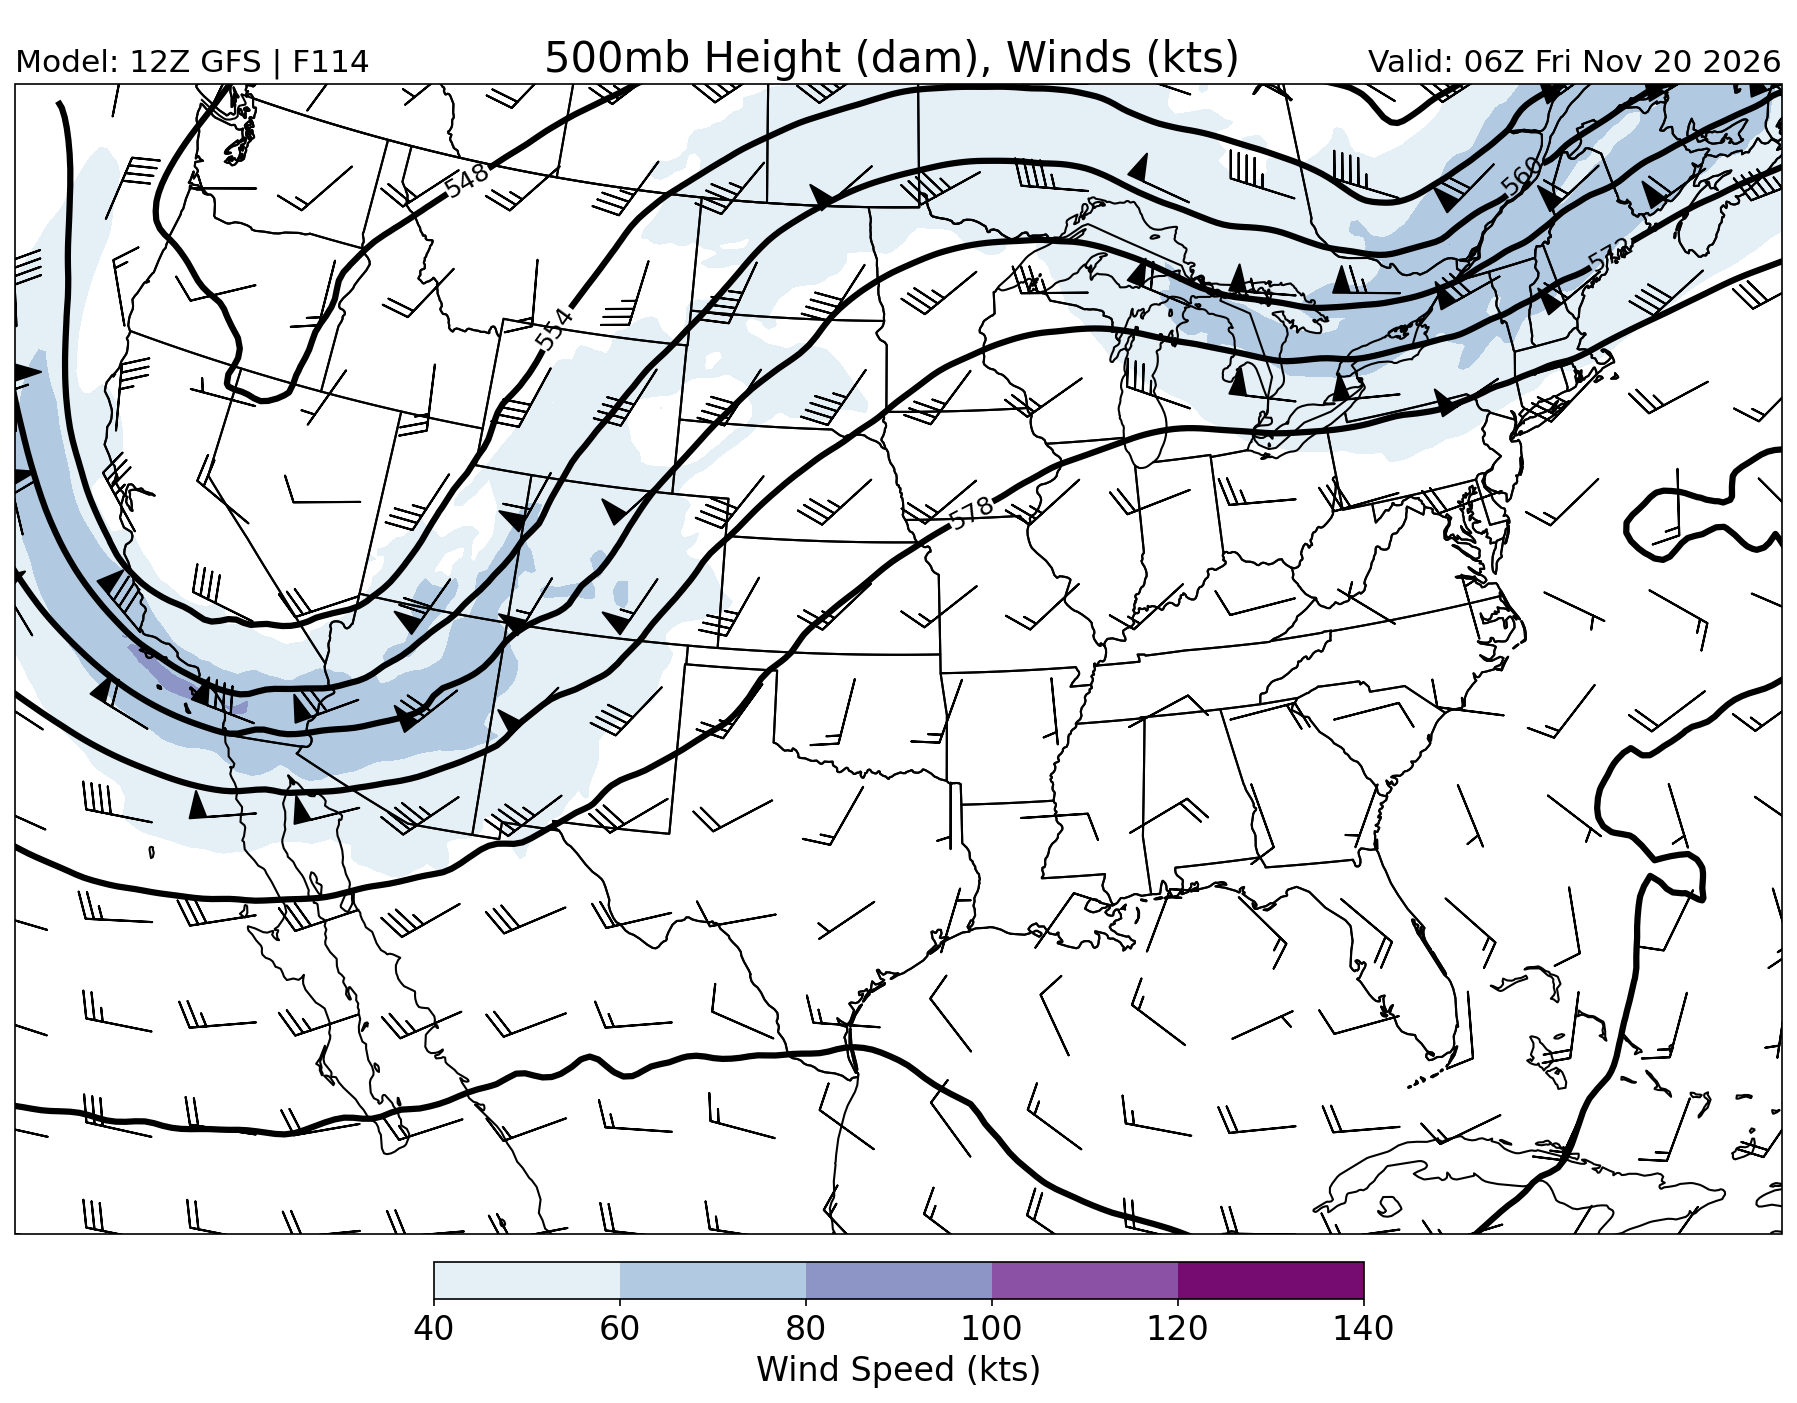 Model: 12Z GFS | F114
500mb Height (dam), Winds (kts)
Valid: 06Z Fri Nov 20 2026
548
560
572
554
578
40 60 80 100 120 140
Wind Speed (kts)